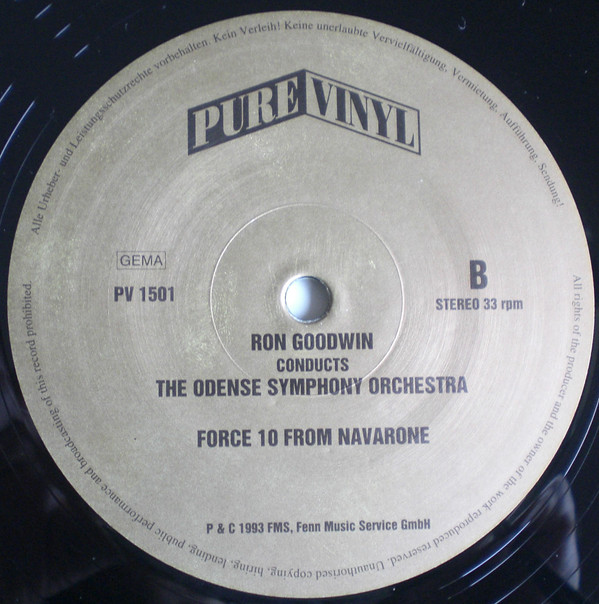 Alle Urheber- und Leistungsschutzrechte vorbehalten. Kein Verleih! Keine unerlaubte Vervielfältigung, Vermietung, Aufführung, Sendung!
PURE VINYL
GEMA
PV 1501
B
STEREO 33 rpm
RON GOODWIN
CONDUCTS
THE ODENSE SYMPHONY ORCHESTRA
FORCE 10 FROM NAVARONE
P & C 1993 FMS, Fenn Music Service GmbH
All rights of the producer and the owner of the work reproduced reserved. Unauthorised copying, hiring, lending, public performance and broadcasting of this record prohibited.